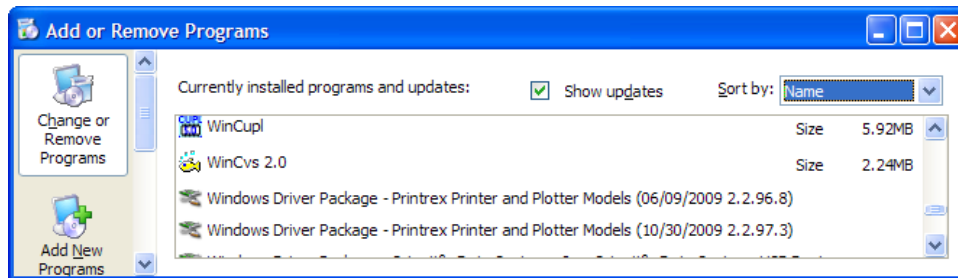 Add or Remove Programs
Change or
Remove
Programs
Add New
Programs
Currently installed programs and updates:
Show updates
Sort by: Name
WinCupl Size 5.92MB
WinCvs 2.0 Size 2.24MB
Windows Driver Package - Printrex Printer and Plotter Models (06/09/2009 2.2.96.8)
Windows Driver Package - Printrex Printer and Plotter Models (10/30/2009 2.2.97.3)